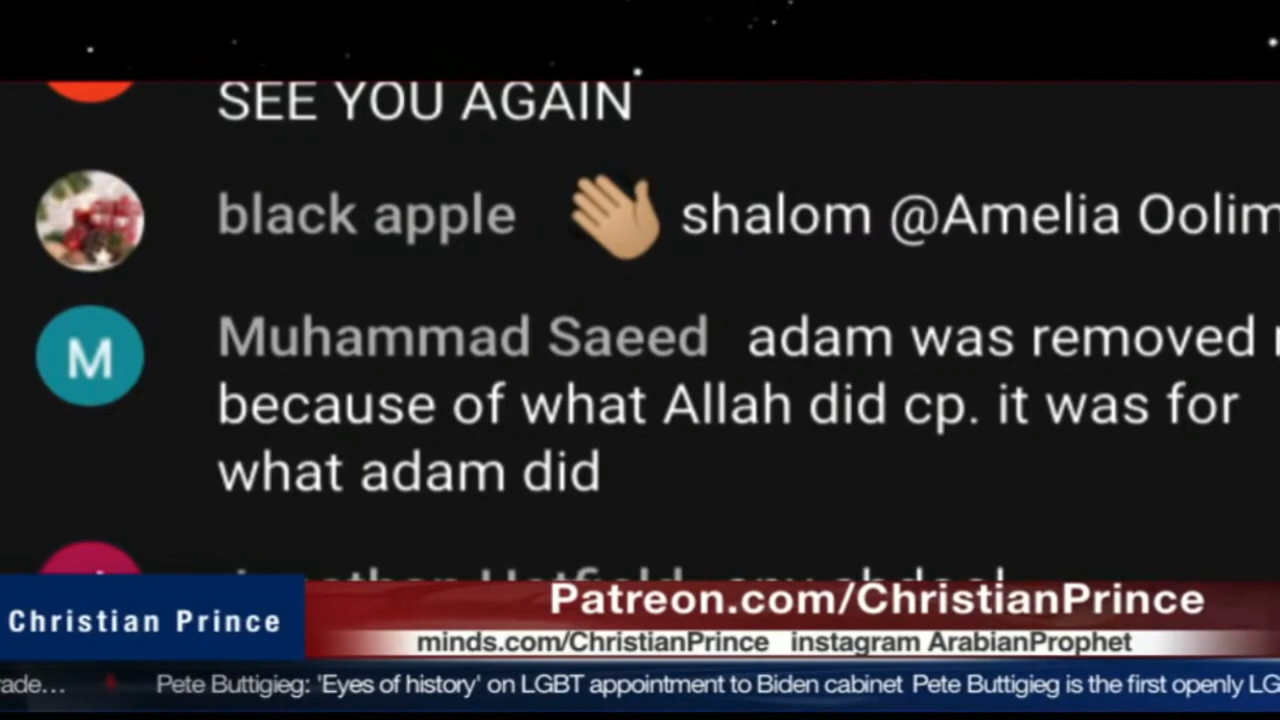 SEE YOU AGAIN
black apple 👋🏼 shalom @Amelia Oolim
M
Muhammad Saeed adam was removed
because of what Allah did cp. it was for
what adam did
Hatfield any
Patreon.com/ChristianPrince
Christian Prince
minds.com/ChristianPrince instagram ArabianProphet
Pete Buttigieg: 'Eyes of history' on LGBT appointment to Biden cabinet Pete Buttigieg is the first openly